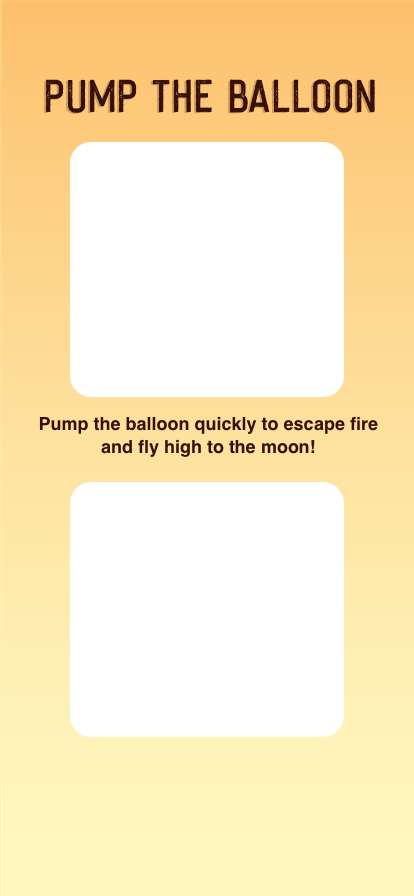 PUMP THE BALLOON
Pump the balloon quickly to escape fire
and fly high to the moon!